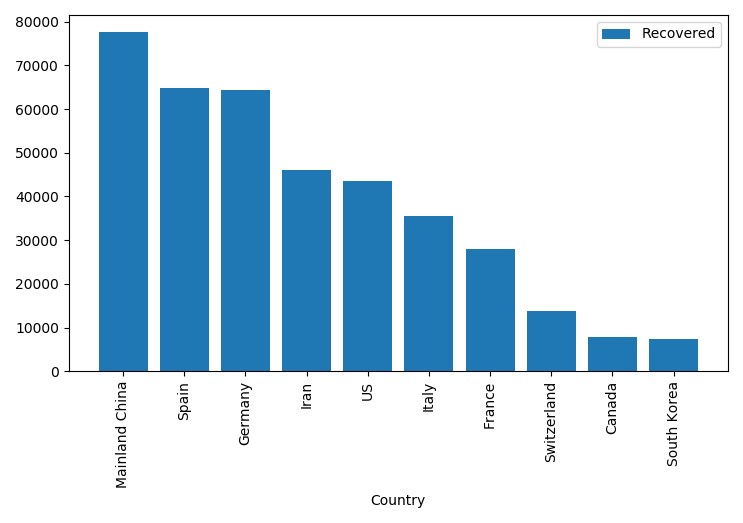 Recovered
80000
70000
60000
50000
40000
30000
20000
10000
0
Mainland China
Spain
Germany
Iran
US
Italy
France
Switzerland
Canada
South Korea
Country